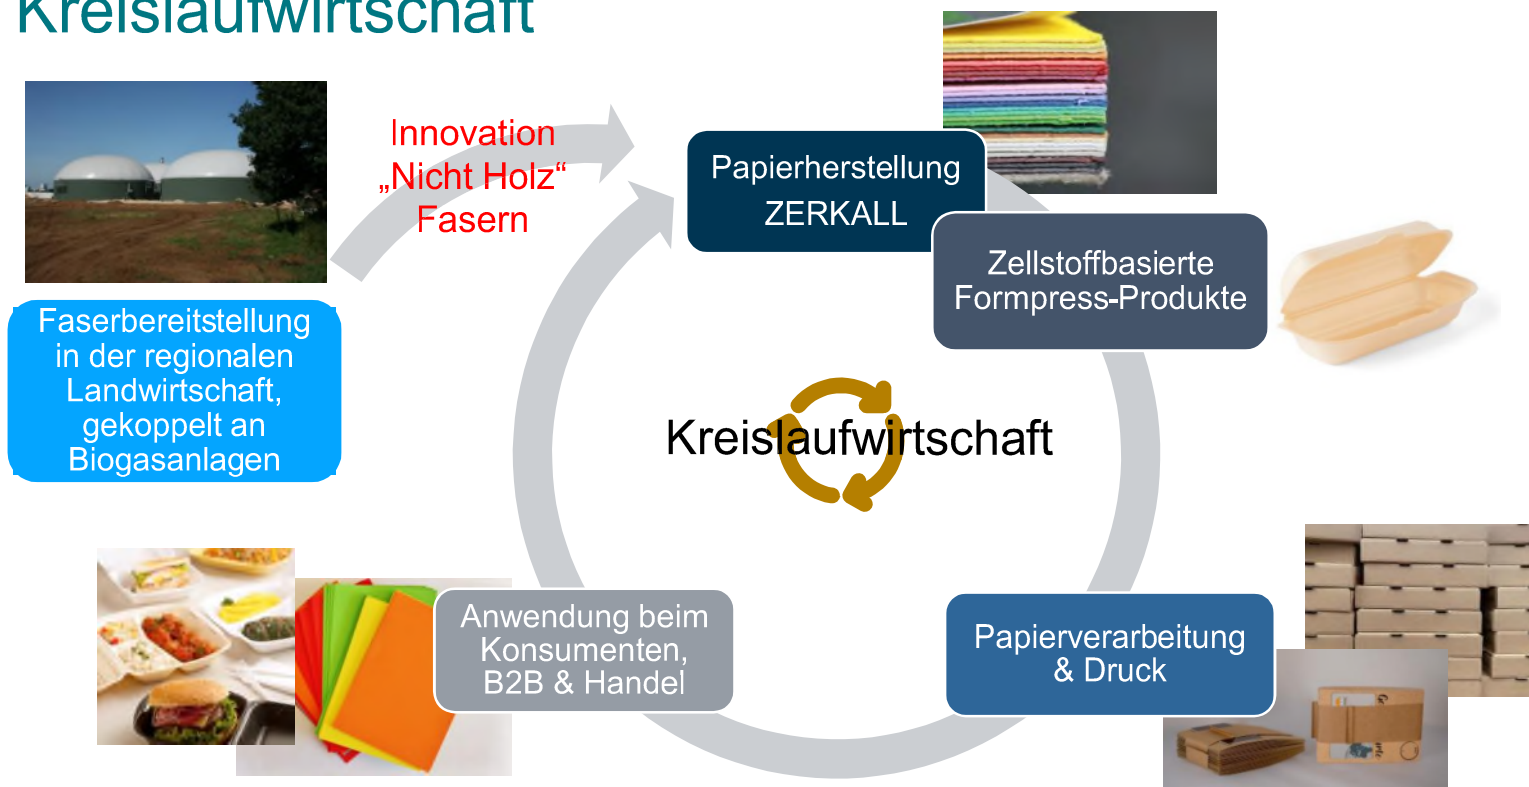 Kreislaufwirtschaft
Innovation
„Nicht Holz“
Fasern
Papierherstellung
ZERKALL
Zellstoffbasierte
Formpress-Produkte
Faserbereitstellung
in der regionalen
Landwirtschaft,
gekoppelt an
Biogasanlagen
Kreislaufwirtschaft
Anwendung beim
Konsumenten,
B2B & Handel
Papierverarbeitung
& Druck